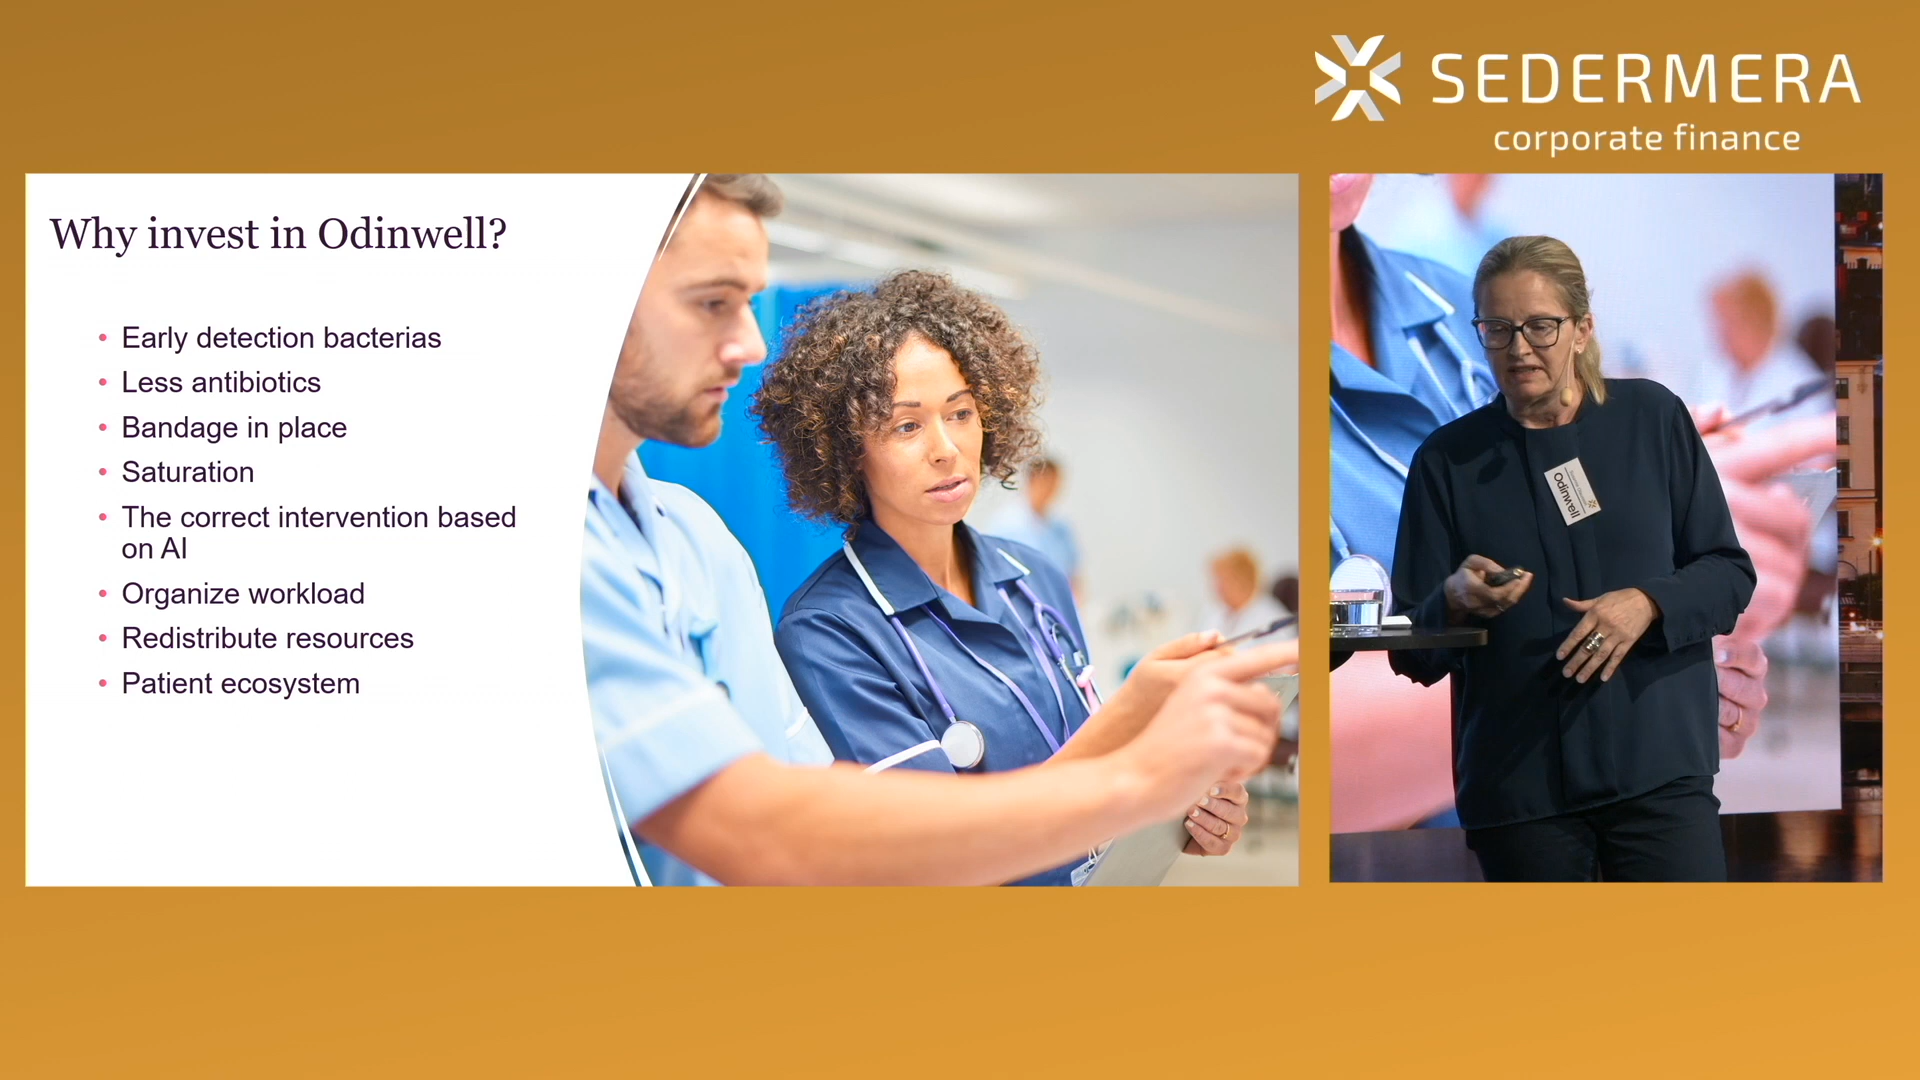 SEDERMERA
corporate finance
Why invest in Odinwell?
• Early detection bacterias
• Less antibiotics
• Bandage in place
• Saturation
• The correct intervention based
on AI
• Organize workload
• Redistribute resources
• Patient ecosystem
Odinwell